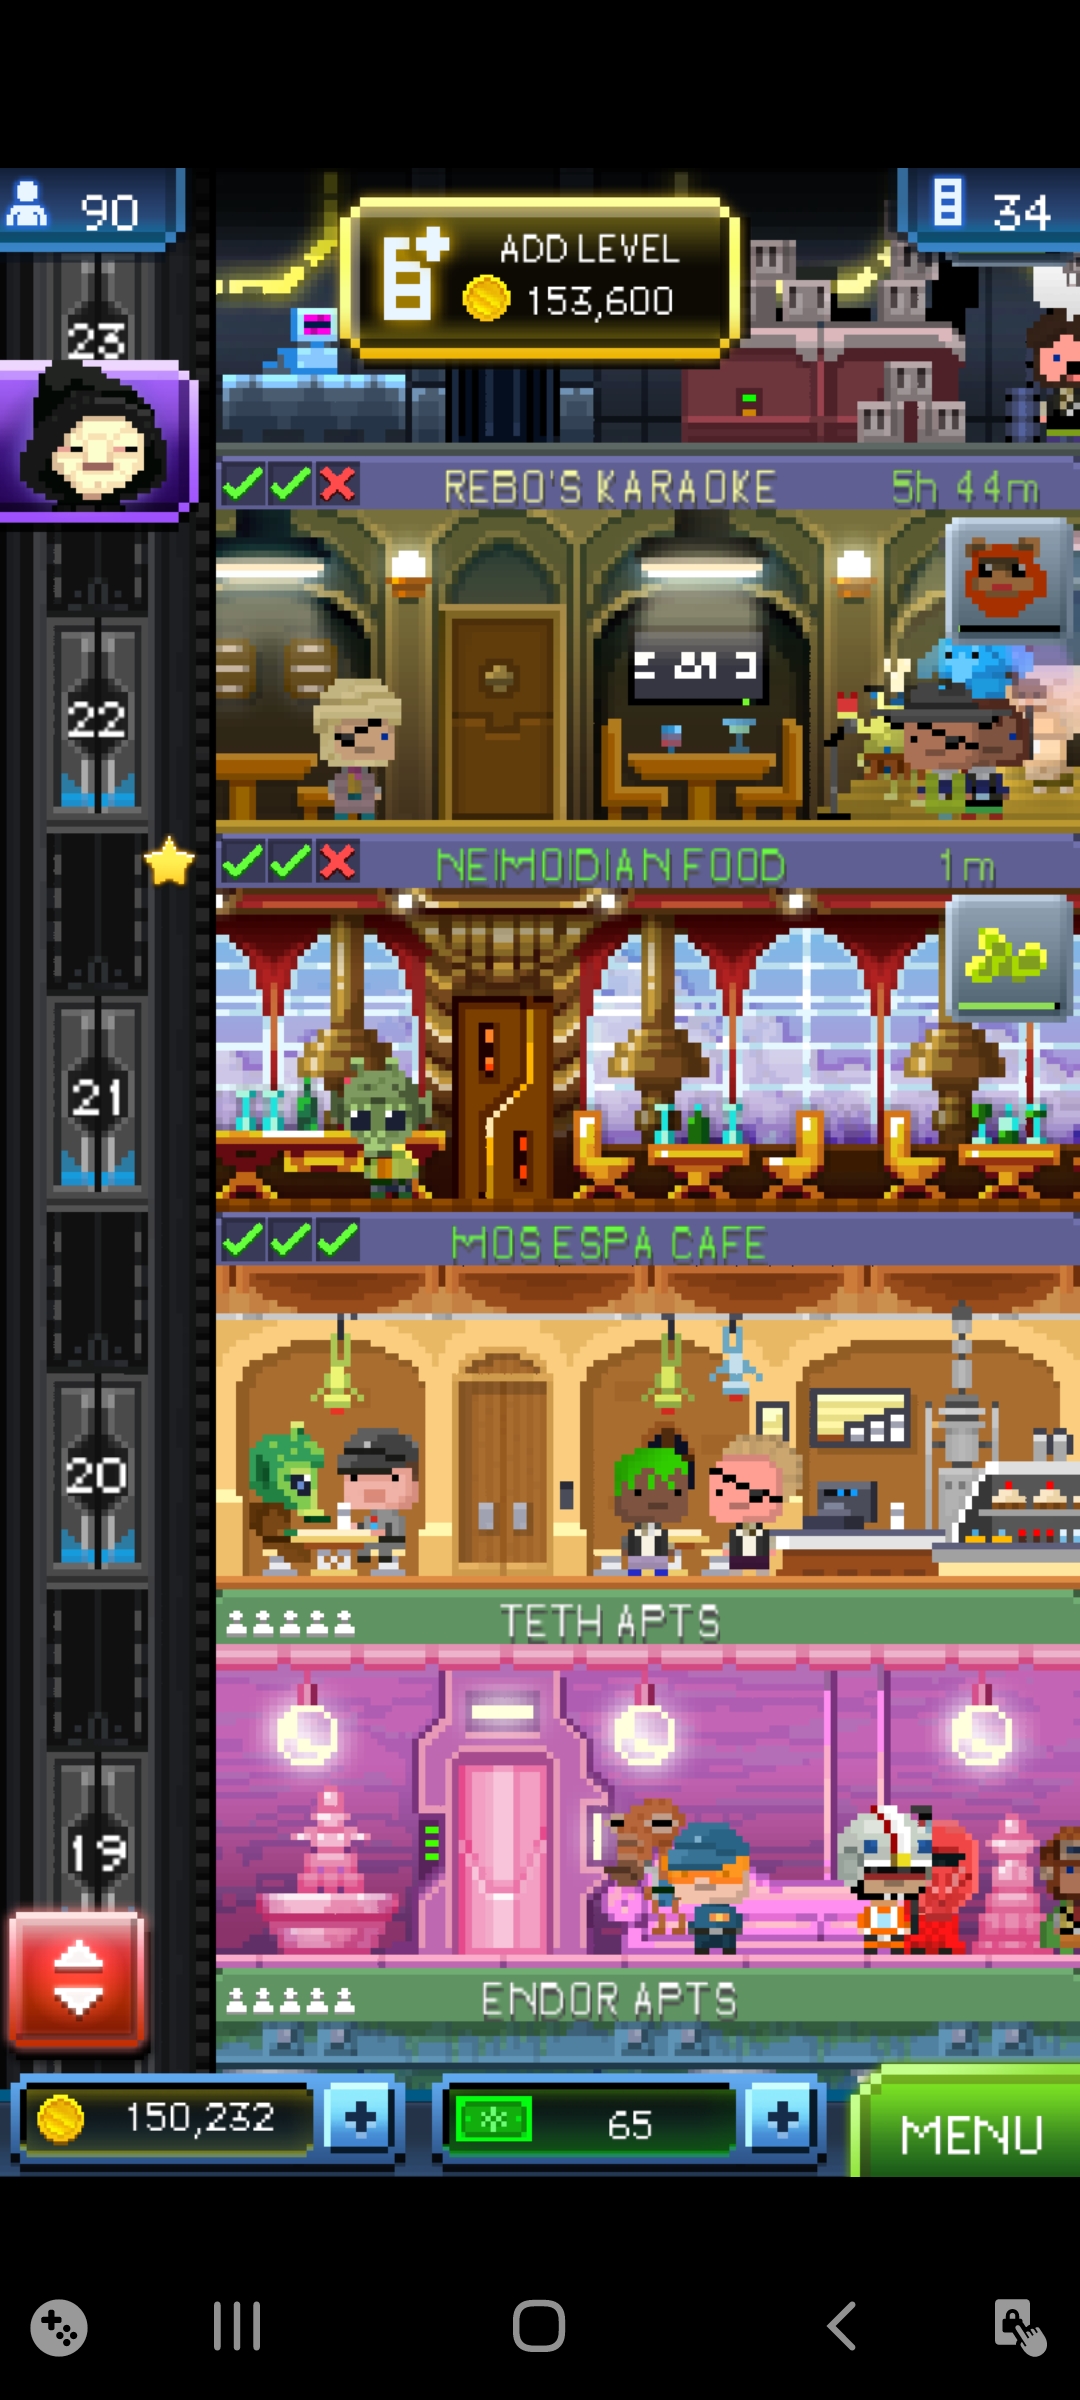 90
ADD LEVEL
153,600
34
23
REBO'S KARAOKE
5h 44m
22
NEIMOIDIAN FOOD
1m
21
MOS ESPA CAFE
20
TETH APTS
19
ENDOR APTS
150,232
65
MENU